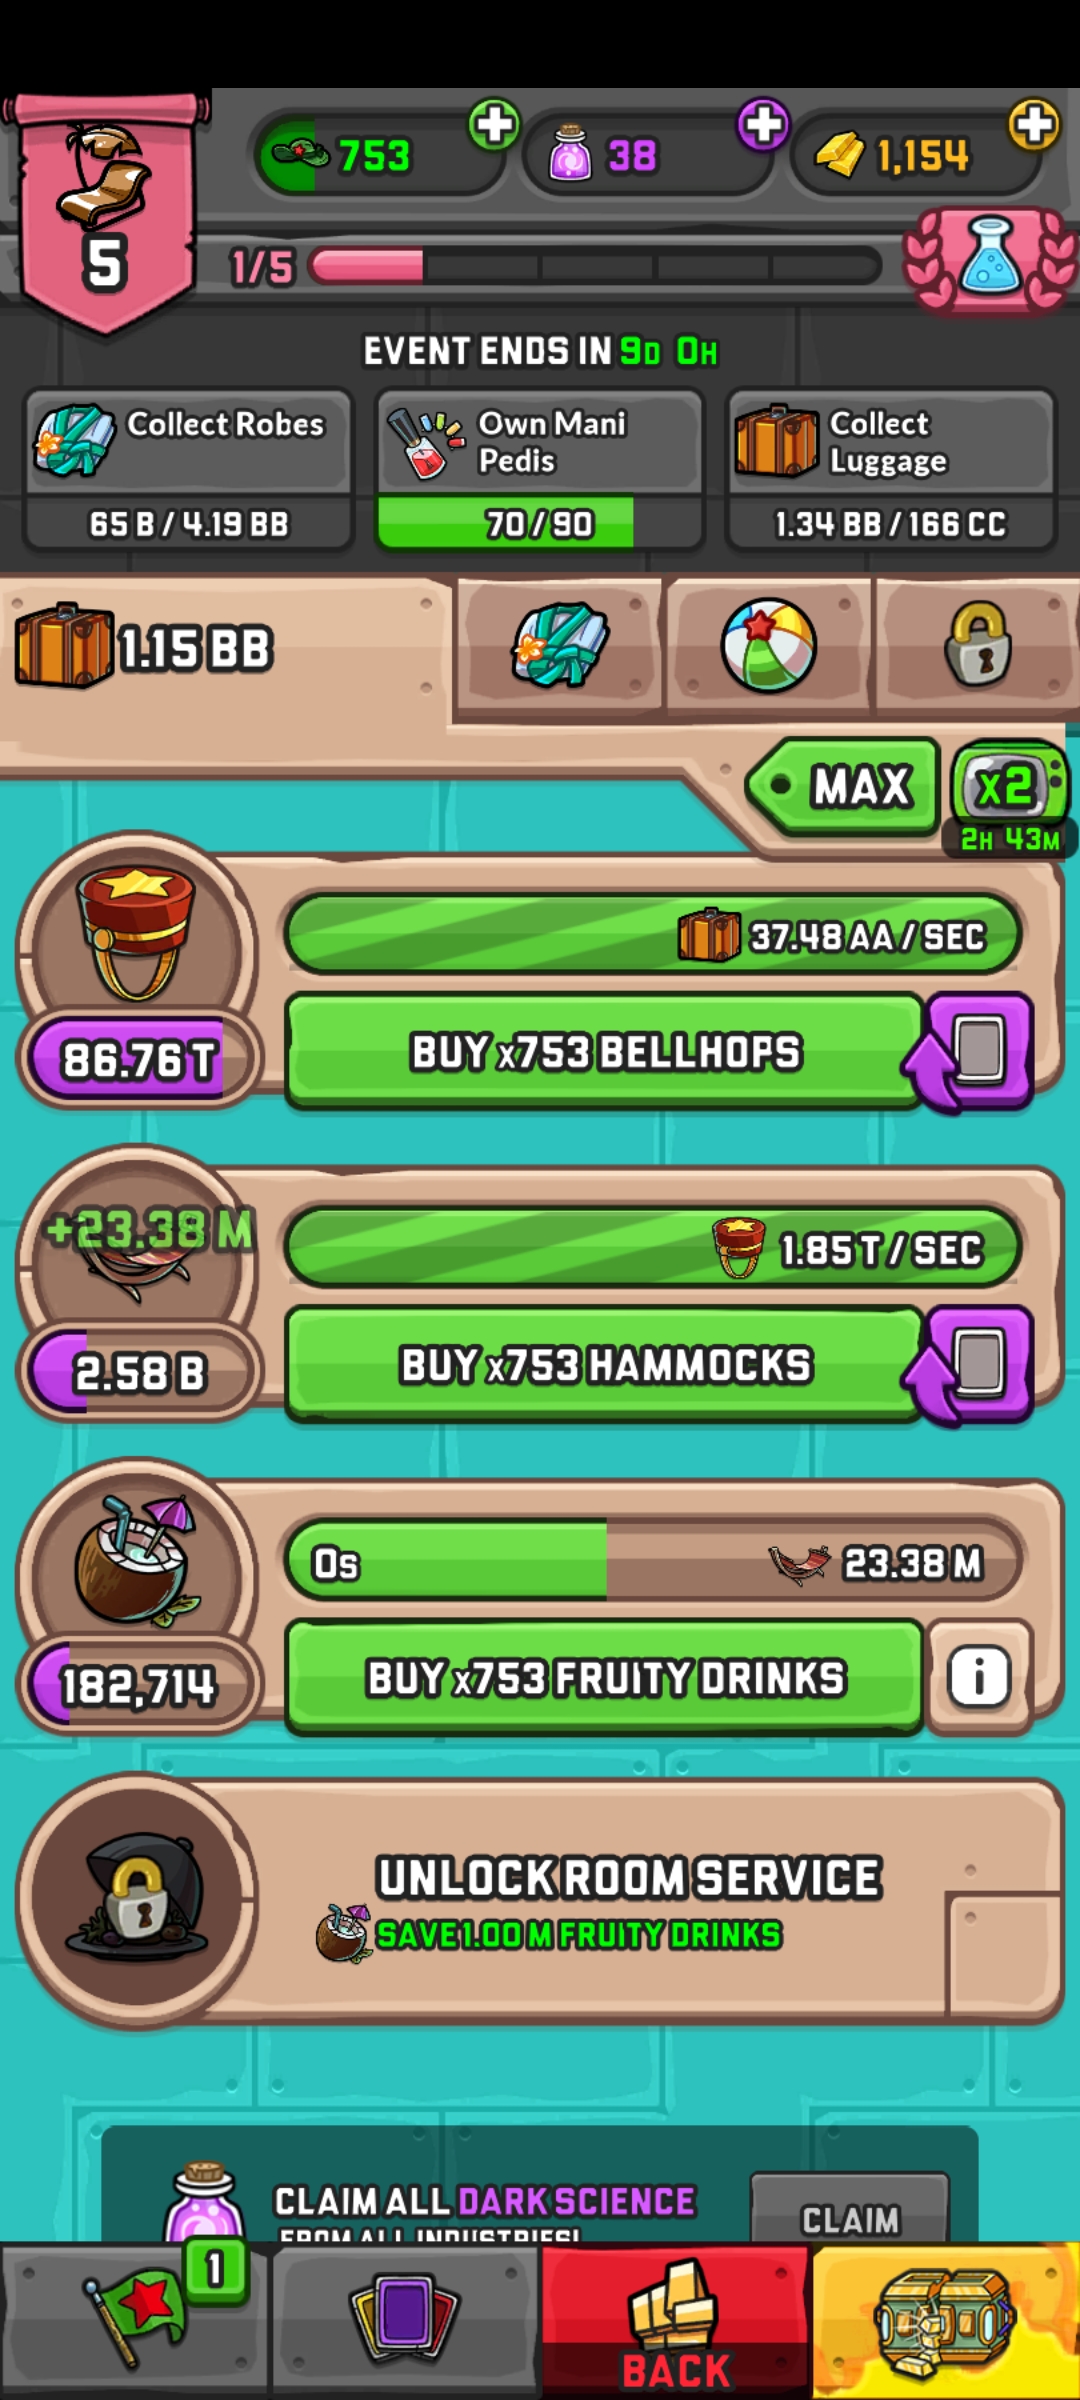 753
38
1,154
5
1/5
EVENT ENDS IN 9D 0H
Collect Robes
65 B / 4.19 BB
Own Mani
Pedis
70 / 90
Collect
Luggage
1.34 BB / 166 CC
1.15 BB
MAX
x2
2H 43M
37.48 AA / SEC
86.76 T
BUY x753 BELLHOPS
+23.38 M
1.85 T / SEC
2.58 B
BUY x753 HAMMOCKS
0s
23.38 M
182,714
BUY x753 FRUITY DRINKS
i
UNLOCK ROOM SERVICE
SAVE 1.00 M FRUITY DRINKS
CLAIM ALL DARK SCIENCE
FROM ALL INDUSTRIES!
CLAIM
1
BACK